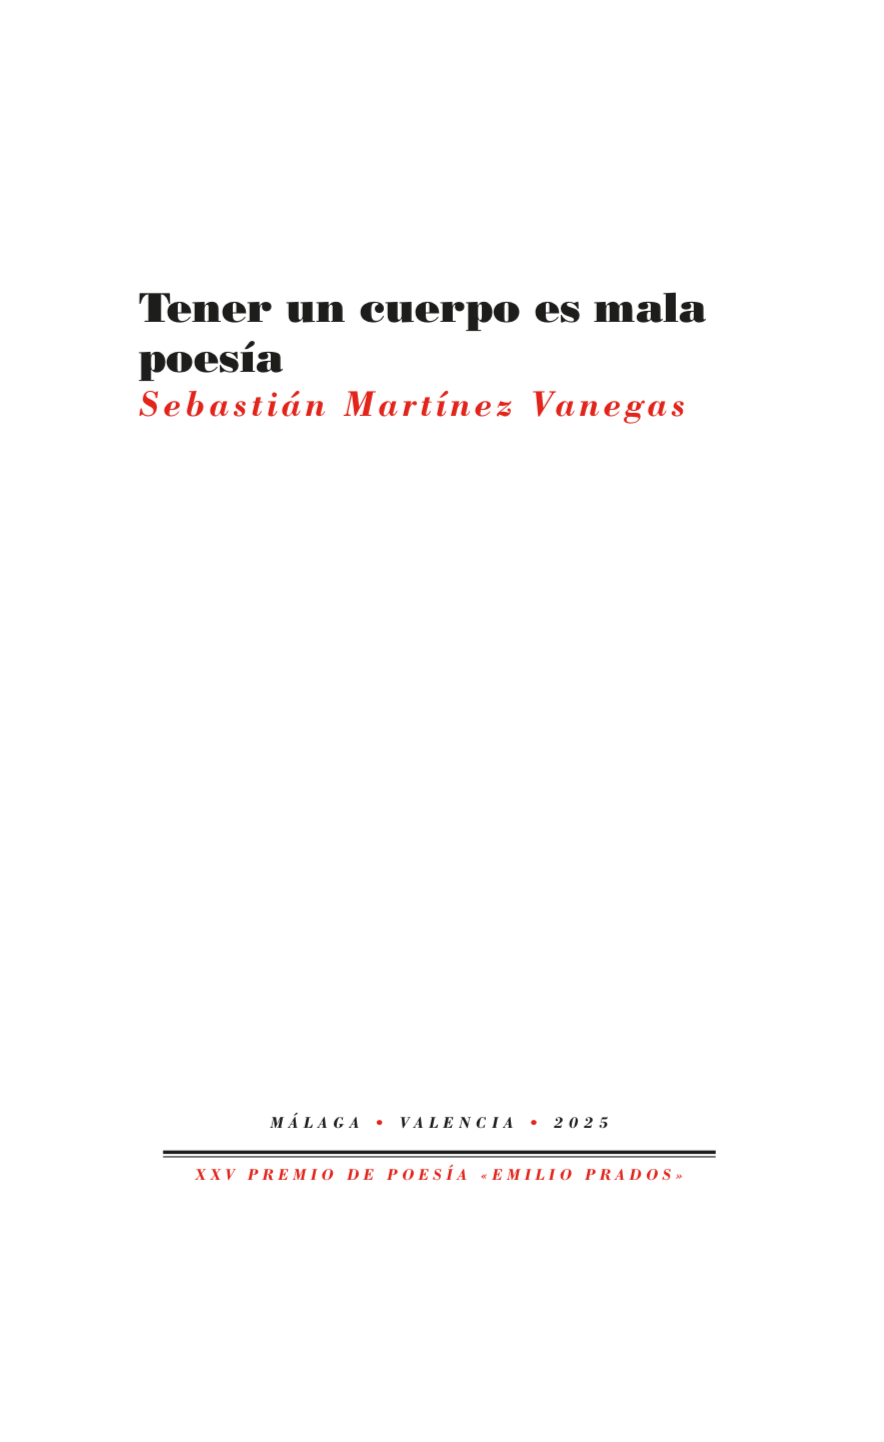 Tener un cuerpo es mala
poesía
Sebastián Martínez Vanegas
MÁLAGA • VALENCIA • 2025
XXV PREMIO DE POESÍA «EMILIO PRADOS»